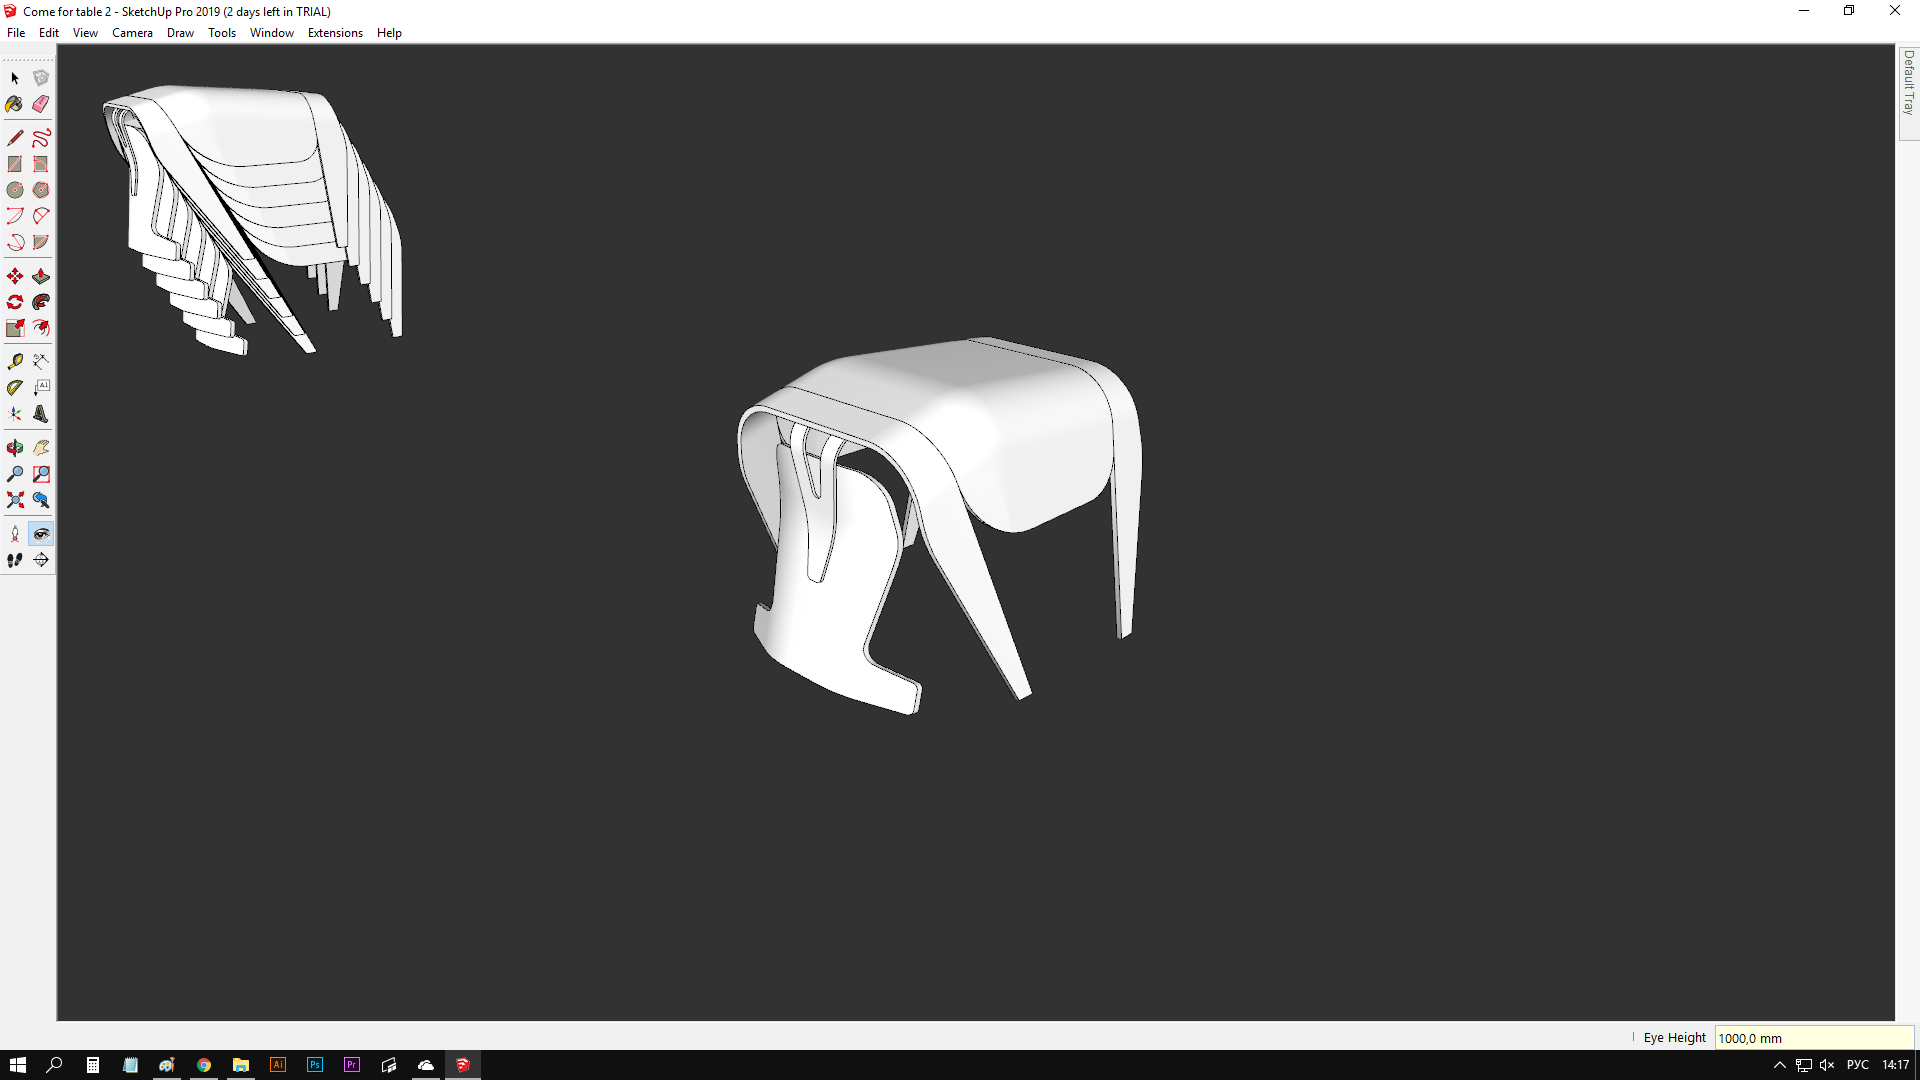 Come for table 2 - SketchUp Pro 2019 (2 days left in TRIAL)
File Edit View Camera Draw Tools Window Extensions Help
Default Tray
A1
Eye Height 1000,0 mm
Ai Ps Pr РУС 14:17